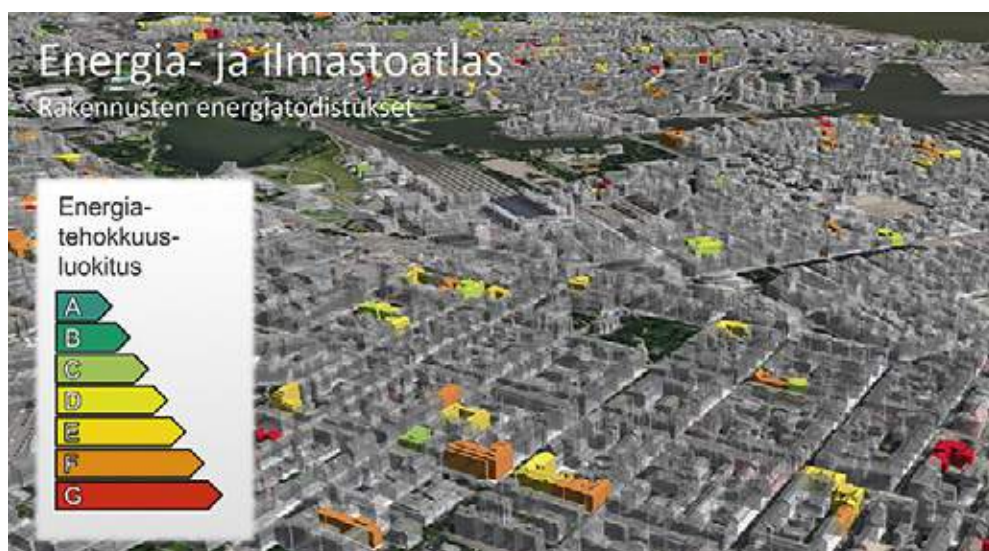 Energia- ja ilmastoatlas
Rakennusten energiatodistukset
Energia-
tehokkuus-
luokitus
A
B
C
D
E
F
G